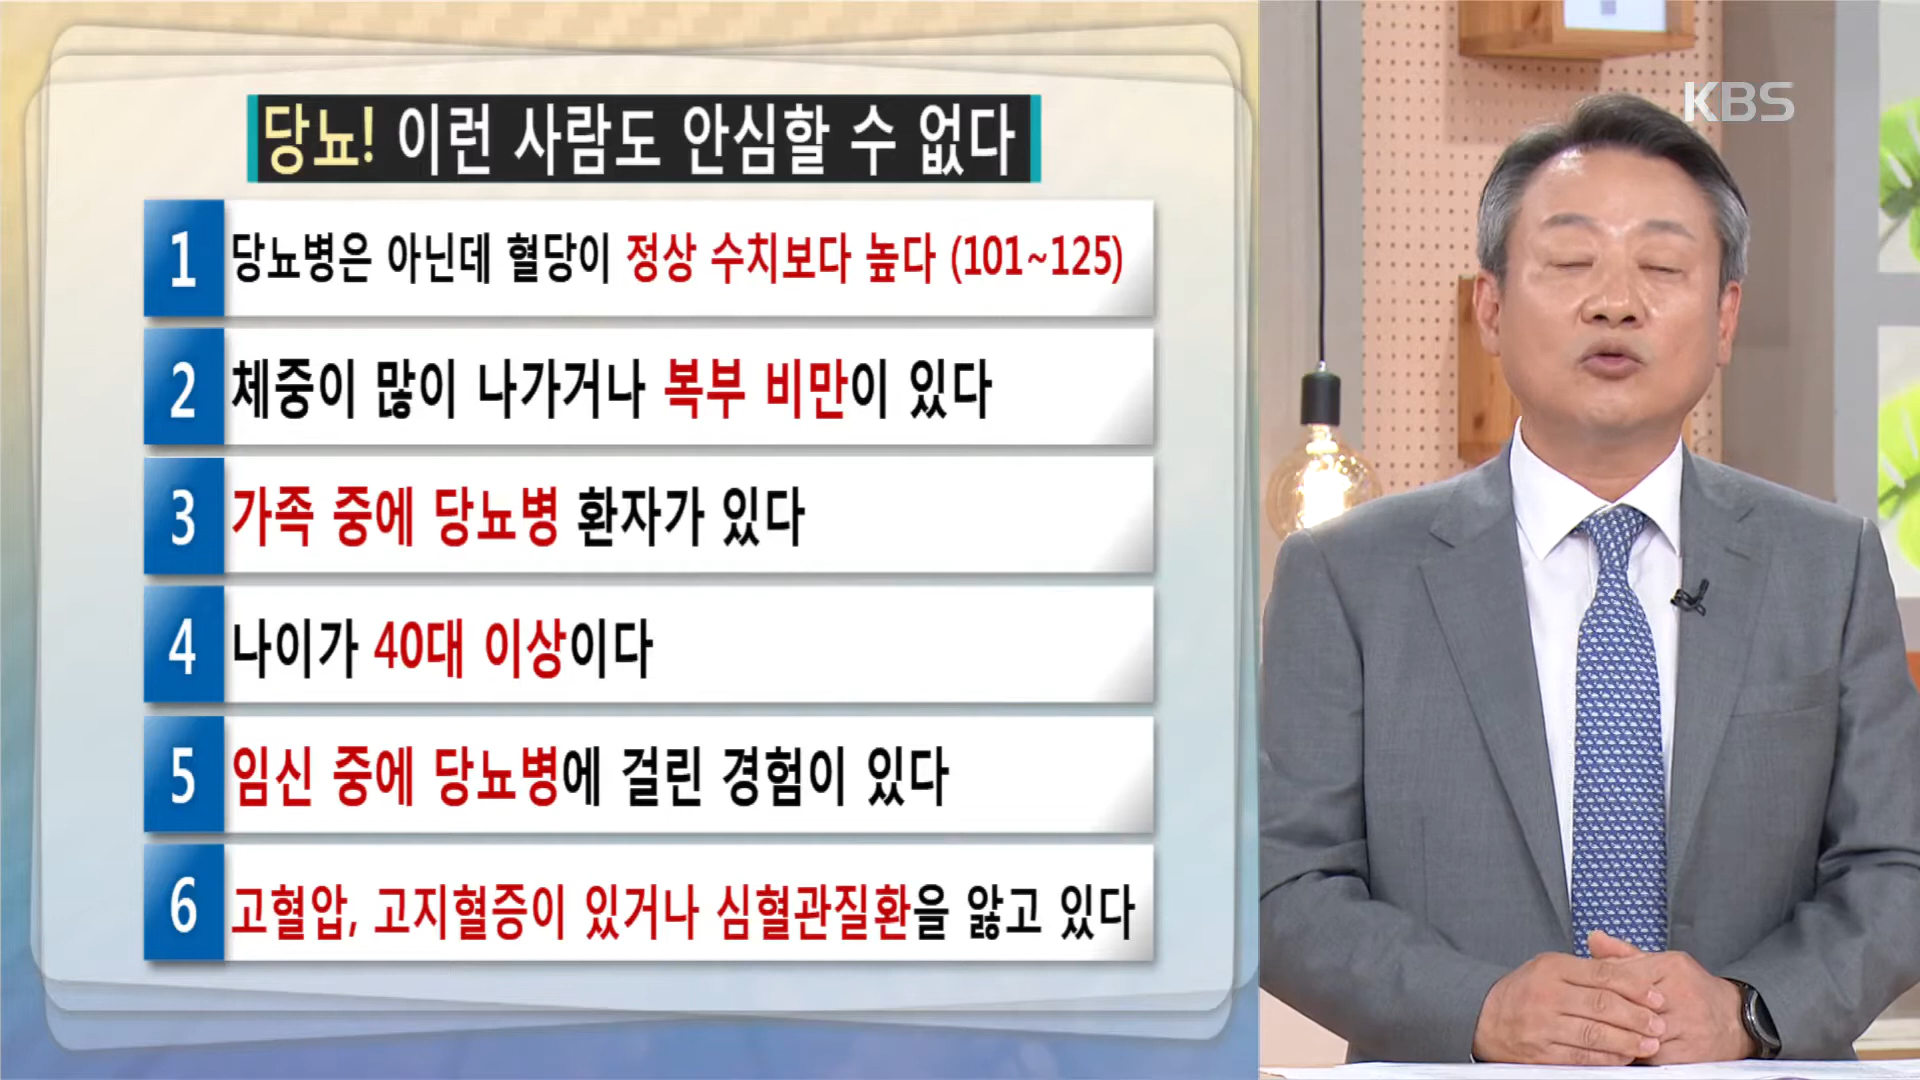 당뇨! 이런 사람도 안심할 수 없다
1 당뇨병은 아닌데 혈당이 정상 수치보다 높다 (101~125)
2 체중이 많이 나가거나 복부 비만이 있다
3 가족 중에 당뇨병 환자가 있다
4 나이가 40대 이상이다
5 임신 중에 당뇨병에 걸린 경험이 있다
6 고혈압, 고지혈증이 있거나 심혈관질환을 앓고 있다
KBS